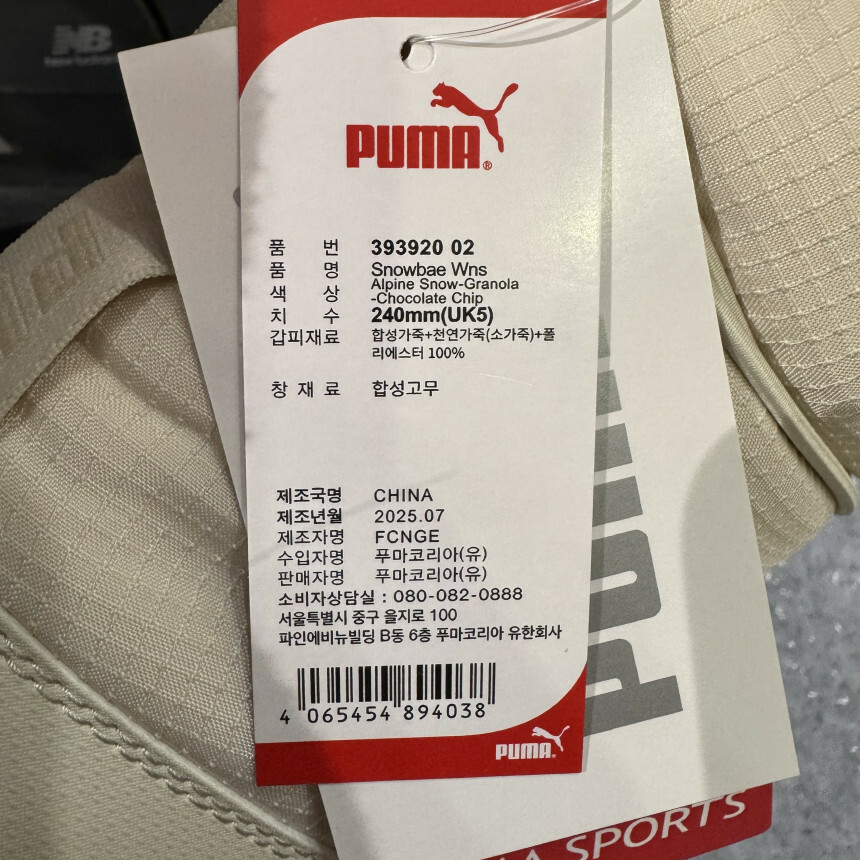 NB
PUMA®
품 번 393920 02
품 명 Snowbae Wns
색 상 Alpine Snow-Granola
-Chocolate Chip
치 수 240mm(UK5)
갑피재료 합성가죽+천연가죽(소가죽)+폴
리에스터 100%
창 재 료 합성고무
제조국명 CHINA
제조년월 2025.07
제조자명 FCNGE
수입자명 푸마코리아(유)
판매자명 푸마코리아(유)
소비자상담실 : 080-082-0888
서울특별시 중구 을지로 100
파인에비뉴빌딩 B동 6층 푸마코리아 유한회사
4 065454 894038
PUMA®
PUMA
SPORTS